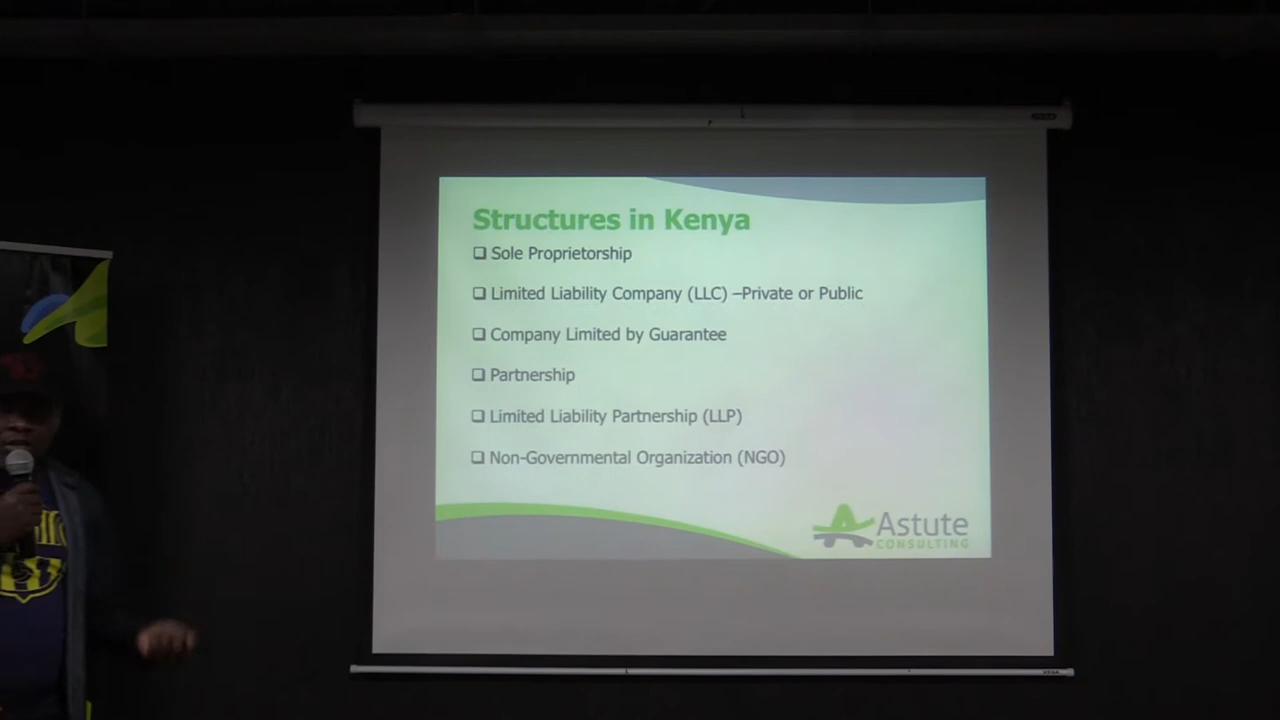 Structures in Kenya
❑ Sole Proprietorship
❑ Limited Liability Company (LLC) –Private or Public
❑ Company Limited by Guarantee
❑ Partnership
❑ Limited Liability Partnership (LLP)
❑ Non-Governmental Organization (NGO)
Astute
CONSULTING